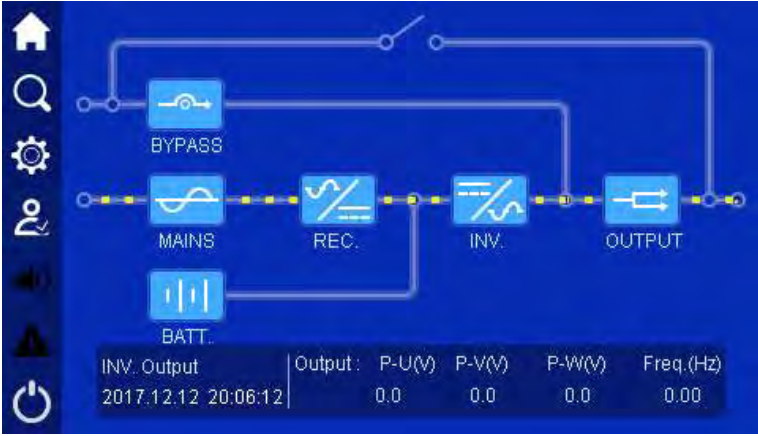 BYPASS
MAINS REC. INV. OUTPUT
BATT.
INV. Output Output : P-U(V) P-V(V) P-W(V) Freq.(Hz)
2017.12.12 20:06:12 0.0 0.0 0.0 0.00